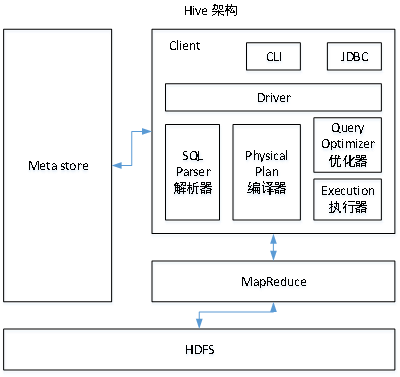 Hive 架构
Client
CLI
JDBC
Driver
Meta store
SQL
Parser
解析器
Physical
Plan
编译器
Query
Optimizer
优化器
Execution
执行器
MapReduce
HDFS